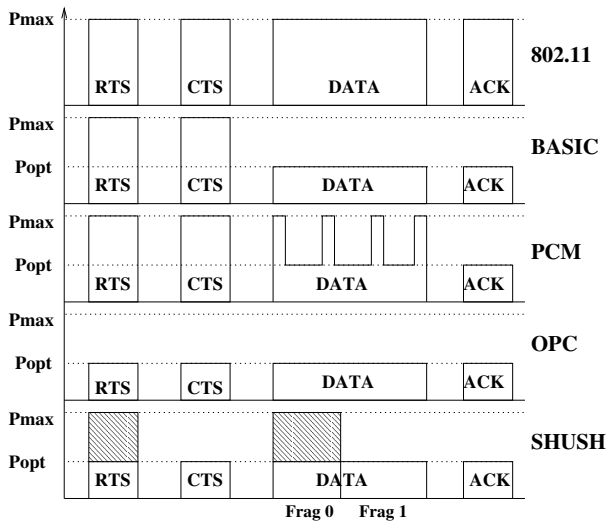 Pmax
802.11
RTS CTS DATA ACK
Pmax
BASIC
Popt
RTS CTS DATA ACK
Pmax
PCM
Popt
RTS CTS DATA ACK
Pmax
OPC
Popt
RTS CTS DATA ACK
Pmax
SHUSH
Popt
RTS CTS DATA ACK
Frag 0 Frag 1